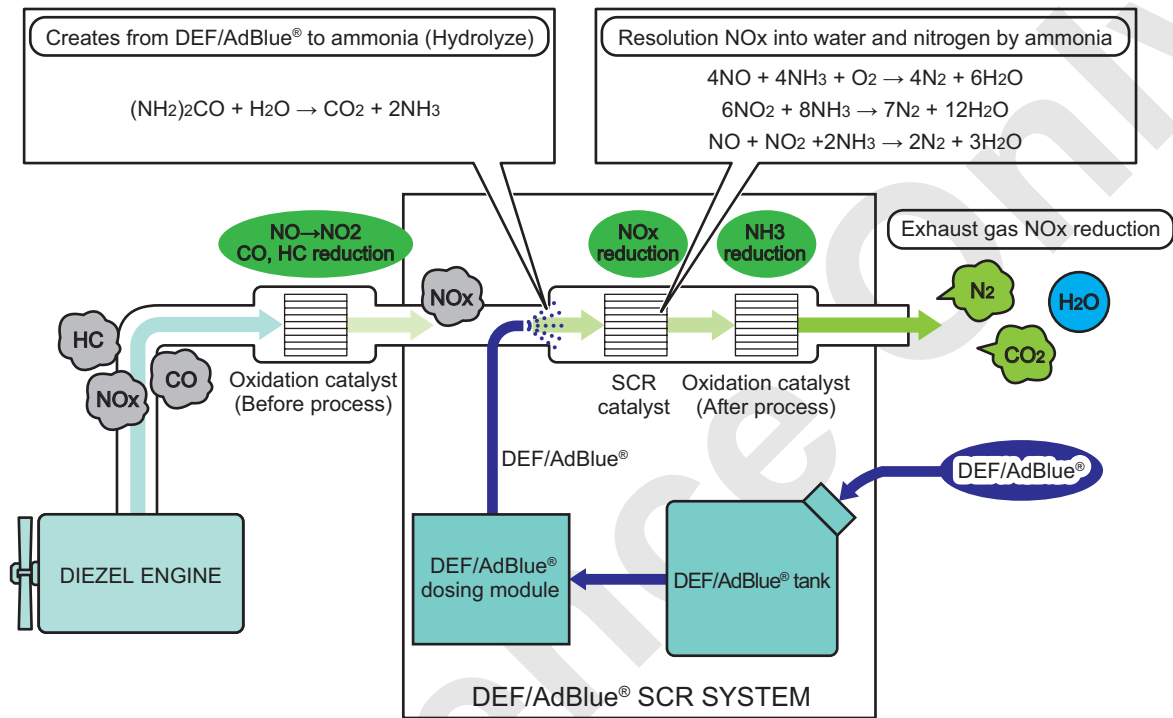 Creates from DEF/AdBlue® to ammonia (Hydrolyze)
(NH2)2CO + H2O → CO2 + 2NH3
Resolution NOx into water and nitrogen by ammonia
4NO + 4NH3 + O2 → 4N2 + 6H2O
6NO2 + 8NH3 → 7N2 + 12H2O
NO + NO2 +2NH3 → 2N2 + 3H2O
NO→NO2
CO, HC reduction
NOx
reduction
NH3
reduction
Exhaust gas NOx reduction
NOx
N2
H2O
CO2
HC
CO
NOx
Oxidation catalyst
(Before process)
SCR
catalyst
Oxidation catalyst
(After process)
DEF/AdBlue®
DEF/AdBlue®
DIEZEL ENGINE
DEF/AdBlue®
dosing module
DEF/AdBlue® tank
DEF/AdBlue® SCR SYSTEM